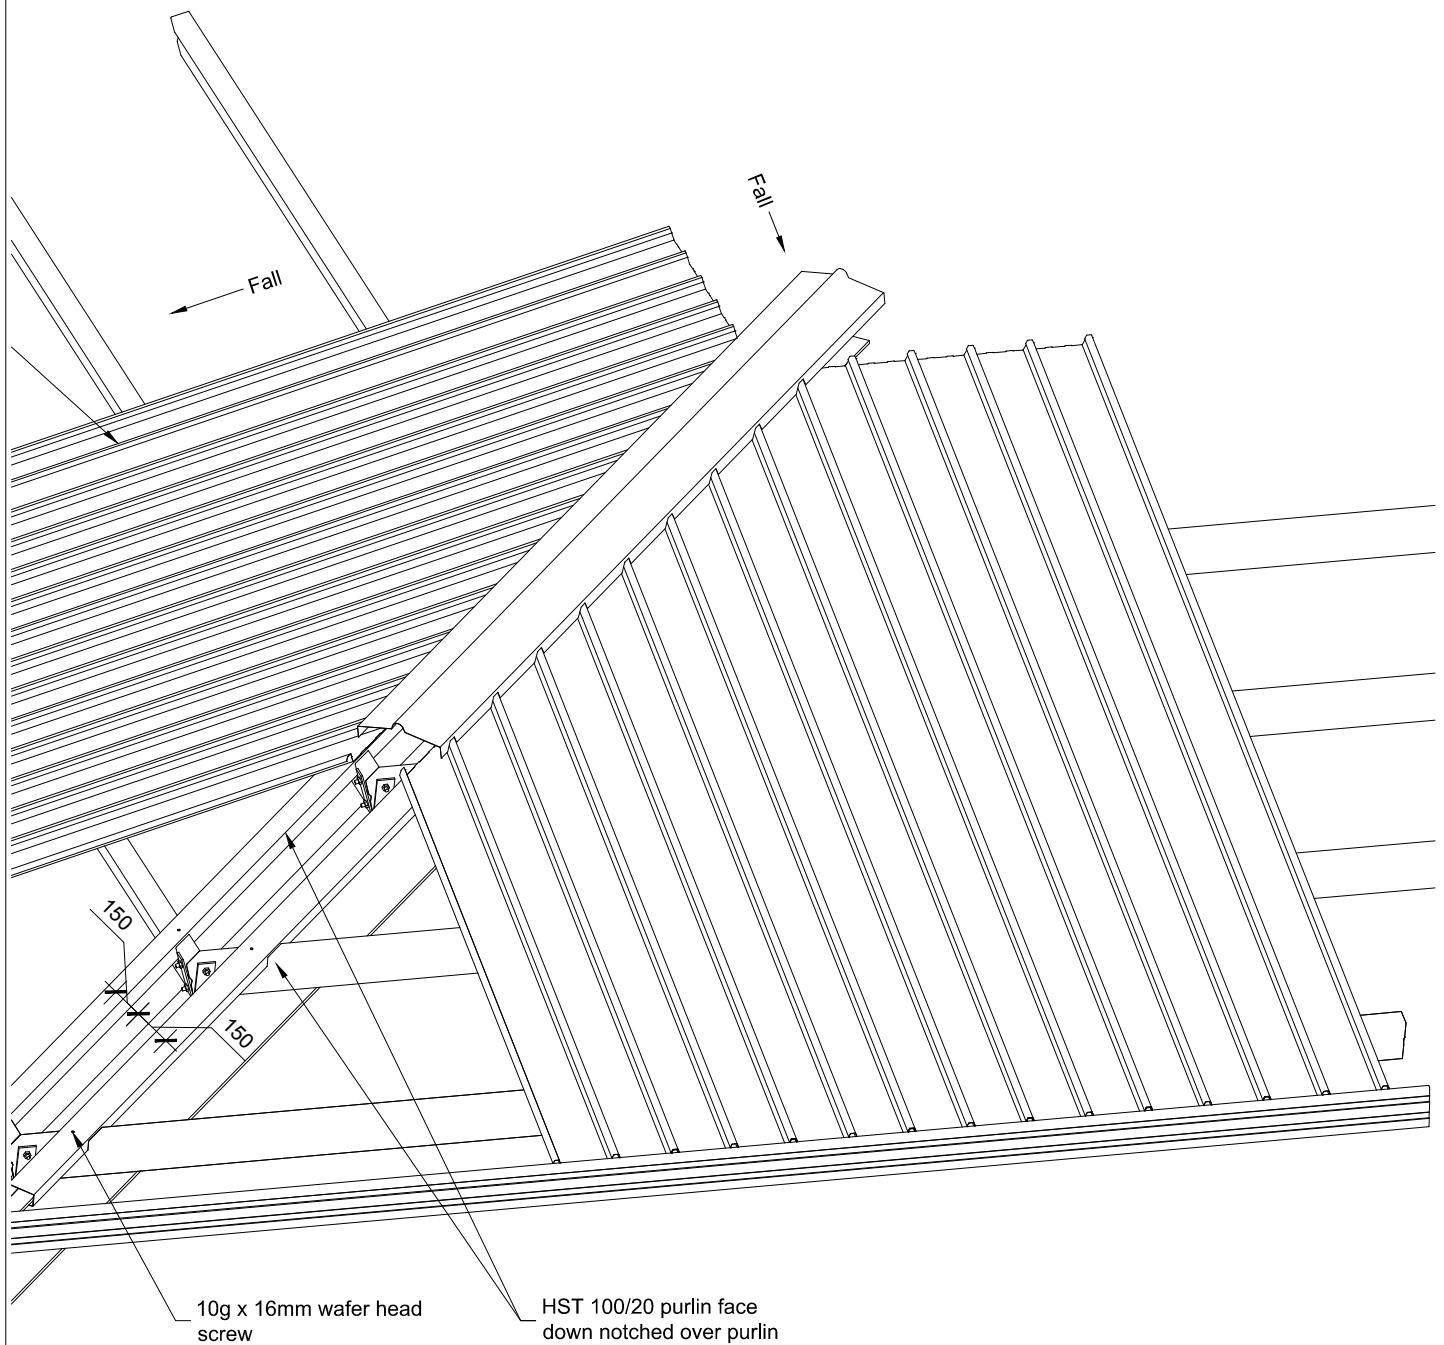 Fall
Fall
150
150
10g x 16mm wafer head
screw
HST 100/20 purlin face
down notched over purlin